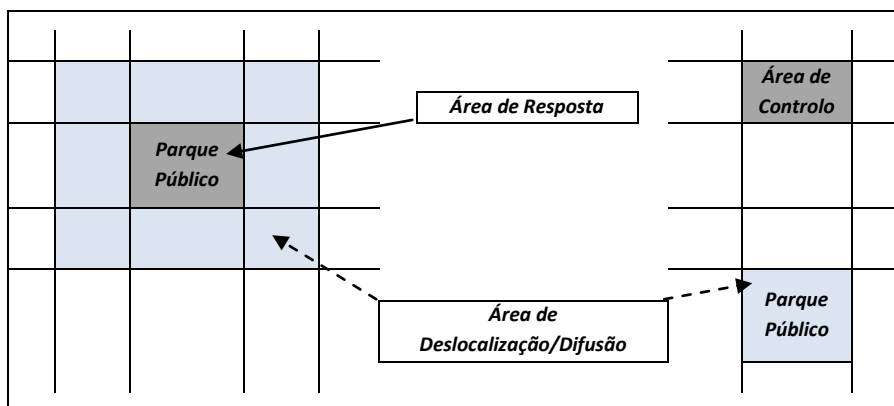 Área de
Controlo
Área de Resposta
Parque
Público
Área de
Deslocalização/Difusão
Parque
Público